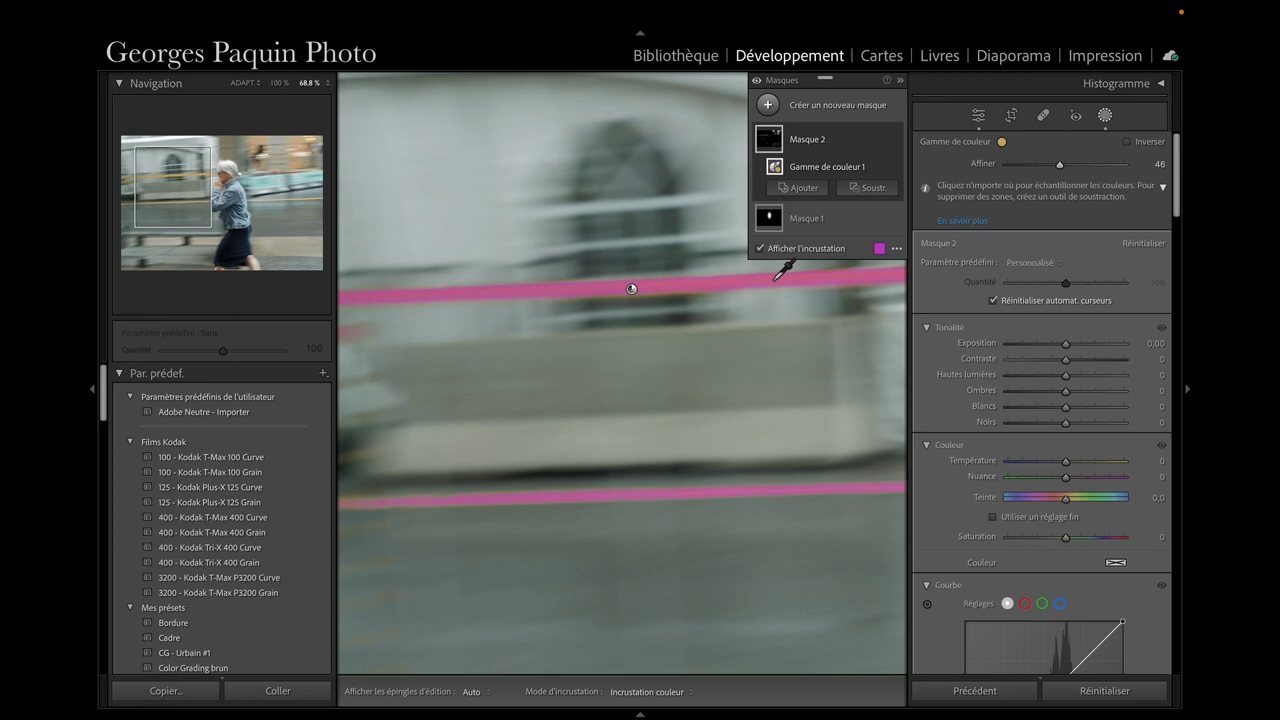 Georges Paquin Photo
Bibliothèque | Développement | Cartes | Livres | Diaporama | Impression |
Navigation
ADAPT. 100 % 68,8 %
Paramètre prédéfini : Sans
Quantité 100
Par. prédéf. +
Paramètres prédéfinis de l'utilisateur
Adobe Neutre - Importer
Films Kodak
100 - Kodak T-Max 100 Curve
100 - Kodak T-Max 100 Grain
125 - Kodak Plus-X 125 Curve
125 - Kodak Plus-X 125 Grain
400 - Kodak T-Max 400 Curve
400 - Kodak T-Max 400 Grain
400 - Kodak Tri-X 400 Curve
400 - Kodak Tri-X 400 Grain
3200 - Kodak T-Max P3200 Curve
3200 - Kodak T-Max P3200 Grain
Mes présets
Bordure
Cadre
CG - Urbain #1
Color Grading brun
Copier...
Coller
Masques
Créer un nouveau masque
Masque 2
Gamme de couleur 1
Ajouter
Soustr.
Masque 1
Afficher l'incrustation
Afficher les épingles d'édition : Auto
Mode d'incrustation : Incrustation couleur
Histogramme
Gamme de couleur
Inverser
Affiner 46
Cliquez n'importe où pour échantillonner les couleurs. Pour
supprimer des zones, créez un outil de soustraction.
En savoir plus
Masque 2
Réinitialiser
Paramètre prédéfini : Personnalisé
Quantité 100
Réinitialiser automat. curseurs
Tonalité
Exposition 0,00
Contraste 0
Hautes lumières 0
Ombres 0
Blancs 0
Noirs 0
Couleur
Température 0
Nuance 0
Teinte 0,0
Utiliser un réglage fin
Saturation 0
Couleur
Courbe
Réglages
Précédent
Réinitialiser